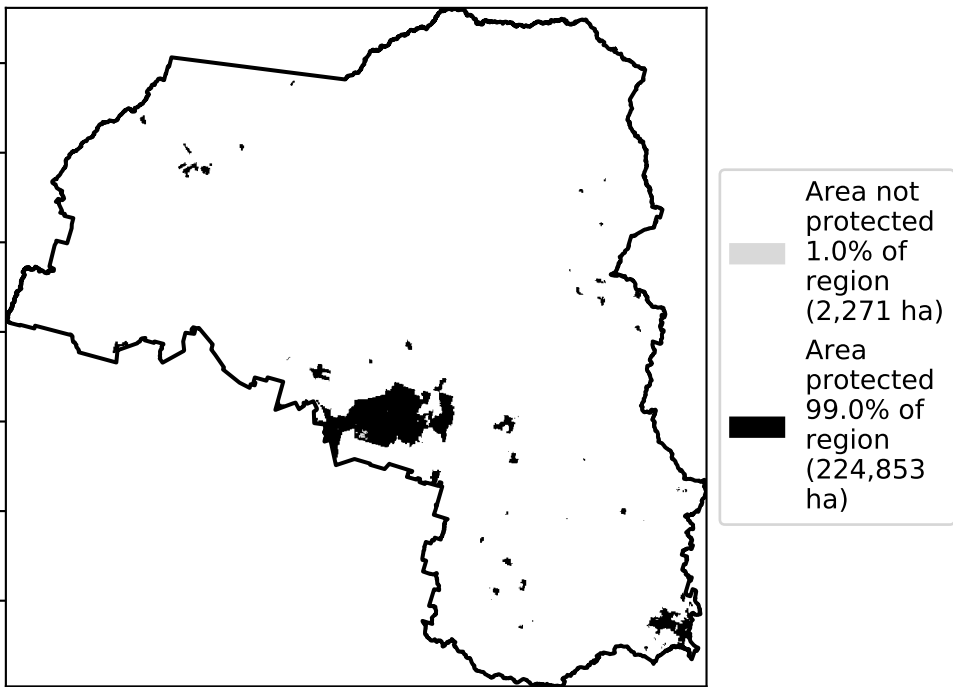 Area not
protected
1.0% of
region
(2,271 ha)
Area
protected
99.0% of
region
(224,853
ha)